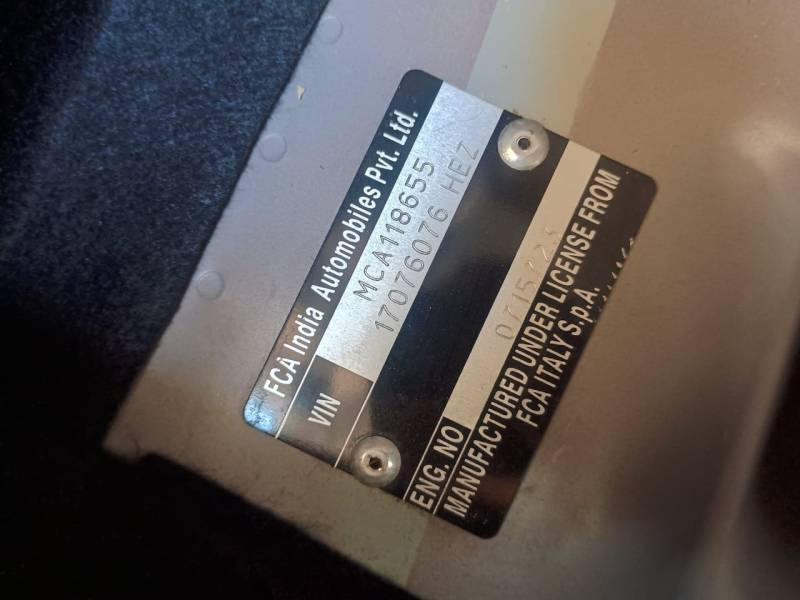 FCA India Automobiles Pvt. Ltd.
VIN MCA118655
17076076 HEZ
ENG. NO
MANUFACTURED UNDER LICENSE FROM
FCA ITALY S.p.A.